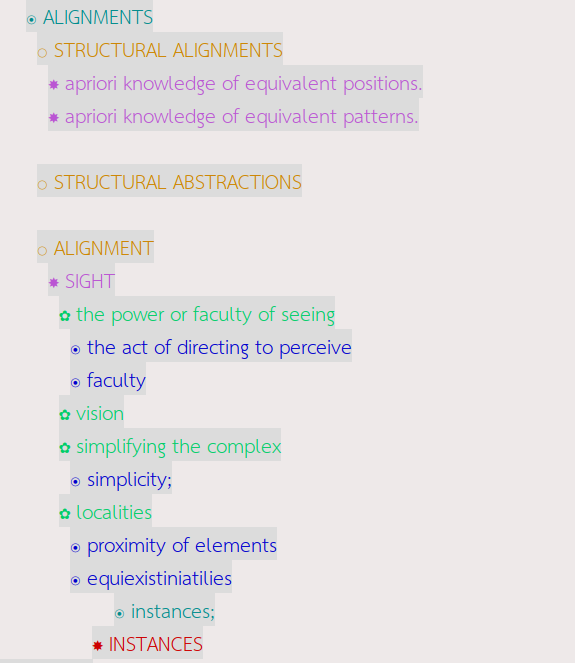 ALIGNMENTS
STRUCTURAL ALIGNMENTS
apriori knowledge of equivalent positions.
apriori knowledge of equivalent patterns.
STRUCTURAL ABSTRACTIONS
ALIGNMENT
SIGHT
the power or faculty of seeing
the act of directing to perceive
faculty
vision
simplifying the complex
simplicity;
localities
proximity of elements
equiexistiniatilies
instances;
INSTANCES